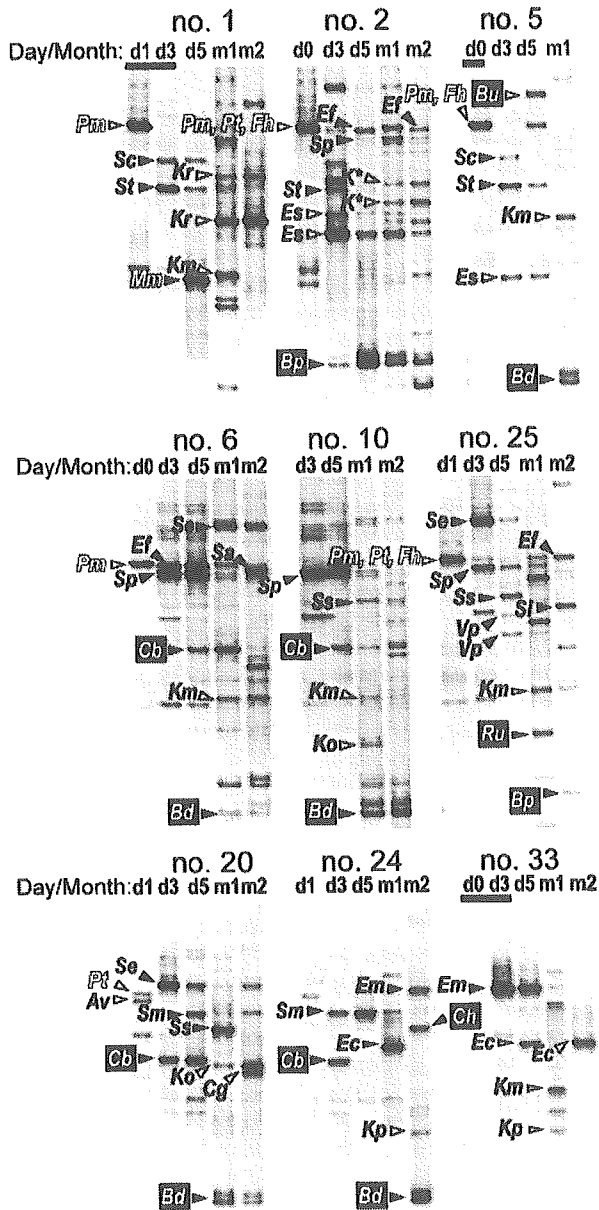 no. 1 no. 2 no. 5
Day/Month: d1 d3 d5 m1 m2 d0 d3 d5 m1 m2 d0 d3 d5 m1
Pm Pm, Pt, Fh Ef Ef Pm, Fh Bu
Sp
Sc Kr K* Sc
St St K* St
Kr Es Km
Es
Km Es
Mm
Bp Bd
no. 6 no. 10 no. 25
Day/Month: d0 d3 d5 m1 m2 d3 d5 m1 m2 d1 d3 d5 m1 m2
Se Se
Ef Sa Pm, Pt, Fh Ef
Pm
Sp Sp Sp
Ss Ss Sl
Vp
Cb Cb Vp
Km Km Km
Ko Ru
Bd Bd Bp
no. 20 no. 24 no. 33
Day/Month: d1 d3 d5 m1 m2 d1 d3 d5 m1 m2 d0 d3 d5 m1 m2
Se Em Em
Pt
Av
Sm Sm
Ss Ch
Ec Ec Ec
Cb Cb
Ko
Cg Km
Kp Kp
Bd Bd